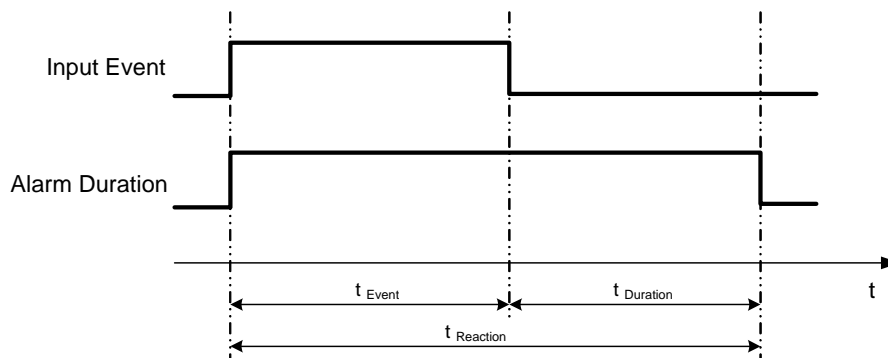 Input Event
Alarm Duration
t
t Event
t Duration
t Reaction